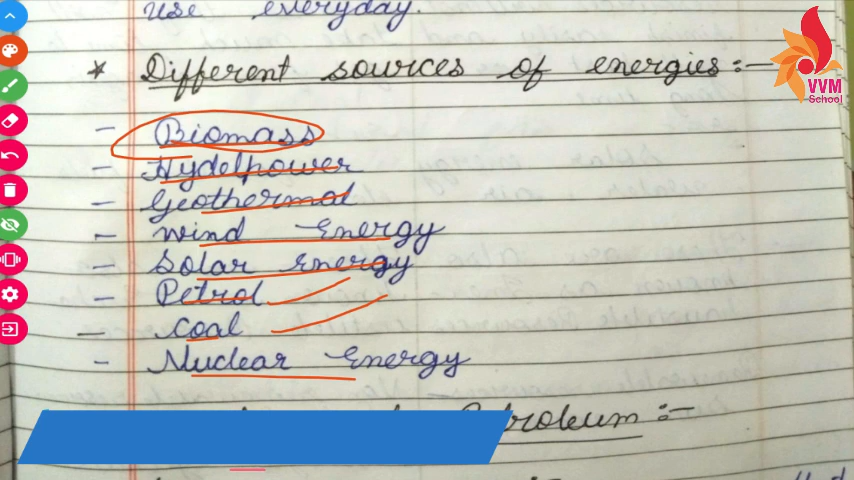 use everyday.
* Different sources of energies:-
VVM
School
- Biomass
- Hydelpower
- Geothermal
- Wind Energy
- Solar Energy
- Petrol
- Coal
- Nuclear Energy
:-